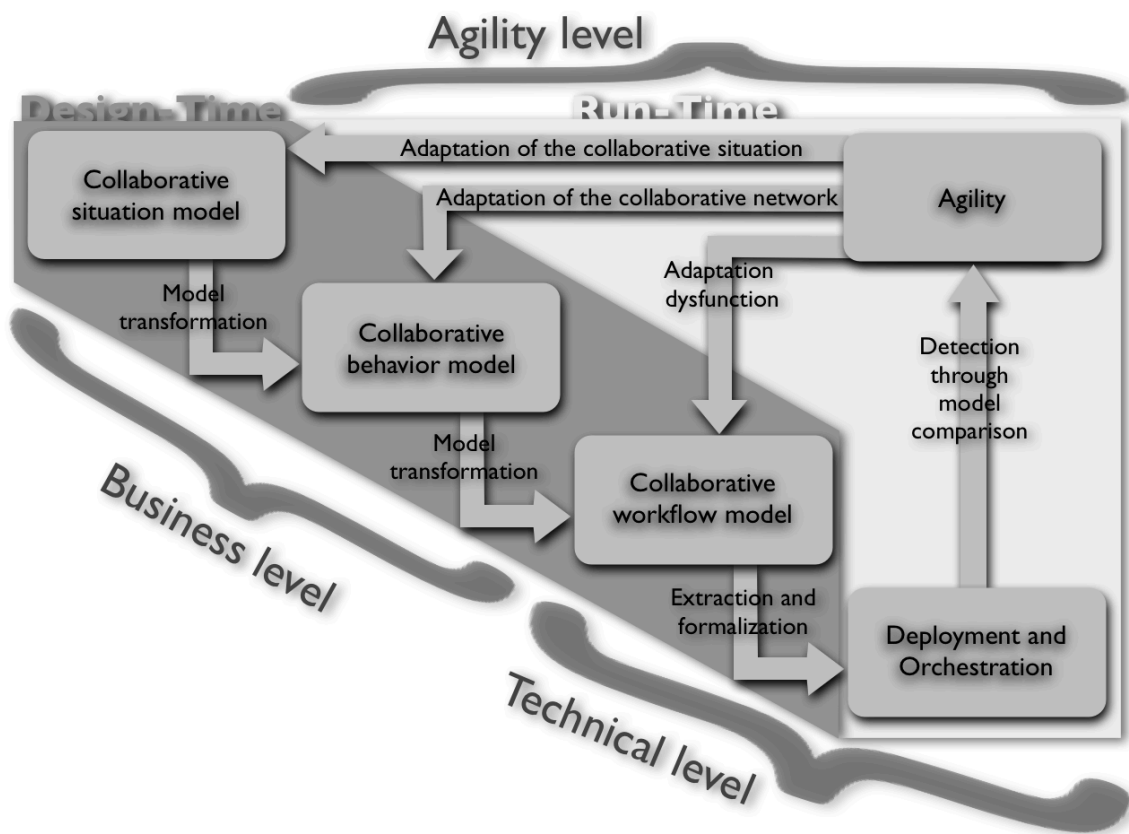 Agility level
Design-Time
Run-Time
Adaptation of the collaborative situation
Collaborative
situation model
Agility
Adaptation of the collaborative network
Adaptation
dysfunction
Model
transformation
Collaborative
behavior model
Detection
through
model
comparison
Model
transformation
Collaborative
workflow model
Business level
Extraction and
formalization
Deployment and
Orchestration
Technical level